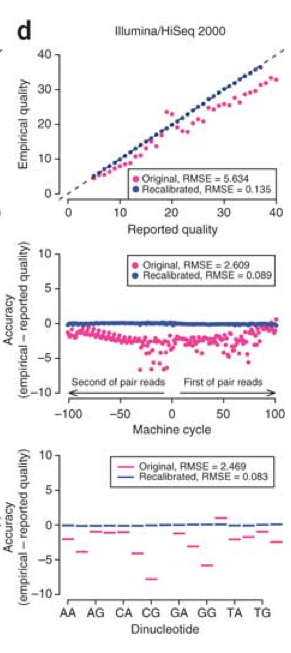 d
Illumina/HiSeq 2000
Empirical quality
40
30
20
10
0
Original, RMSE = 5.634
Recalibrated, RMSE = 0.135
0 10 20 30 40
Reported quality
Accuracy
(empirical – reported quality)
10
5
0
−5
−10
Original, RMSE = 2.609
Recalibrated, RMSE = 0.089
Second of pair reads First of pair reads
−100 −50 0 50 100
Machine cycle
Accuracy
(empirical – reported quality)
10
5
0
−5
−10
Original, RMSE = 2.469
Recalibrated, RMSE = 0.083
AA AG CA CG GA GG TA TG
Dinucleotide